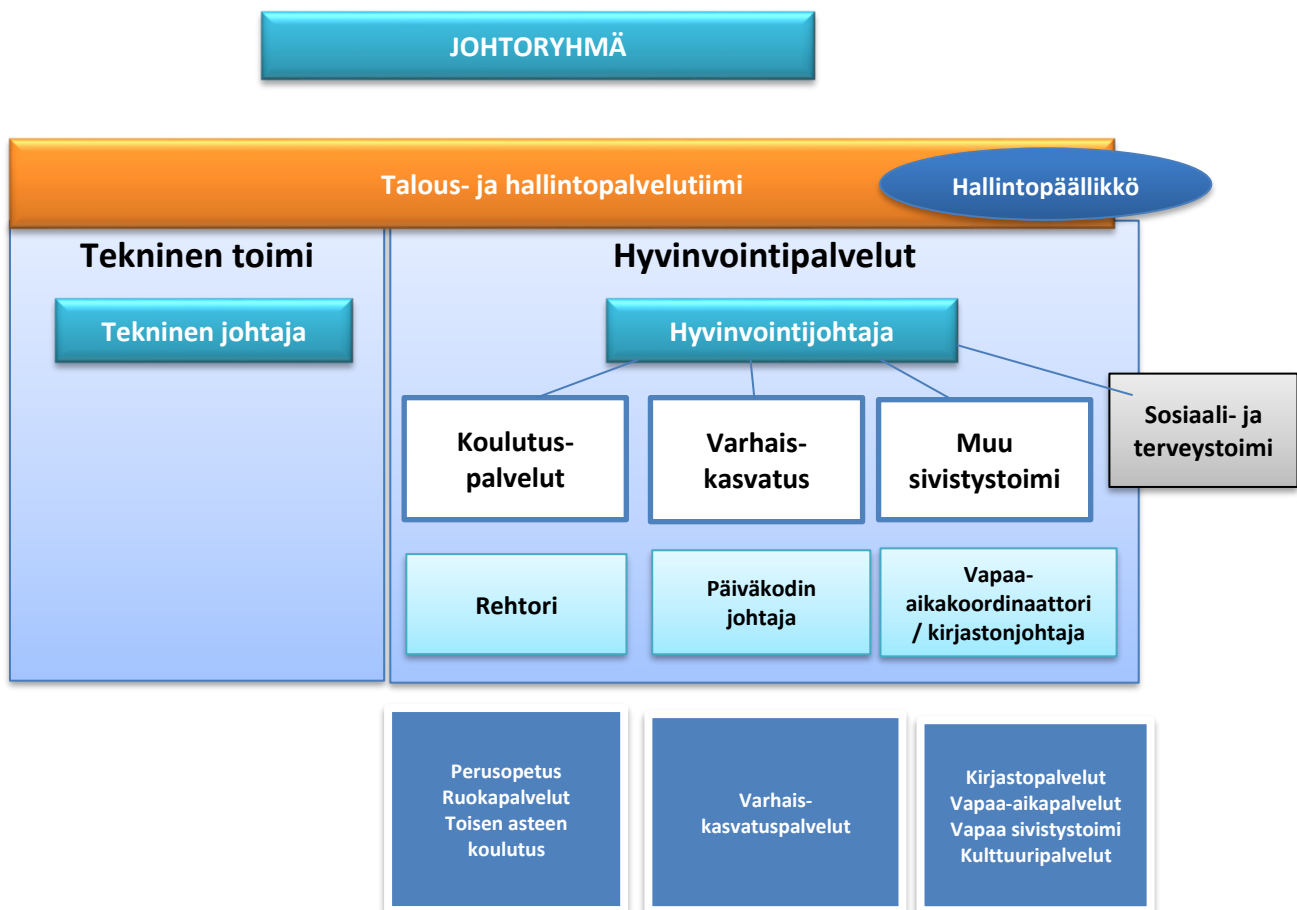 JOHTORYHMÄ
Talous- ja hallintopalvelutiimi
Hallintopäällikkö
Tekninen toimi
Hyvinvointipalvelut
Tekninen johtaja
Hyvinvointijohtaja
Koulutus-
palvelut
Varhais-
kasvatus
Muu
sivistystoimi
Sosiaali- ja
terveystoimi
Rehtori
Päiväkodin
johtaja
Vapaa-
aikakoordinaattori
/ kirjastonjohtaja
Perusopetus
Ruokapalvelut
Toisen asteen
koulutus
Varhais-
kasvatuspalvelut
Kirjastopalvelut
Vapaa-aikapalvelut
Vapaa sivistystoimi
Kulttuuripalvelut